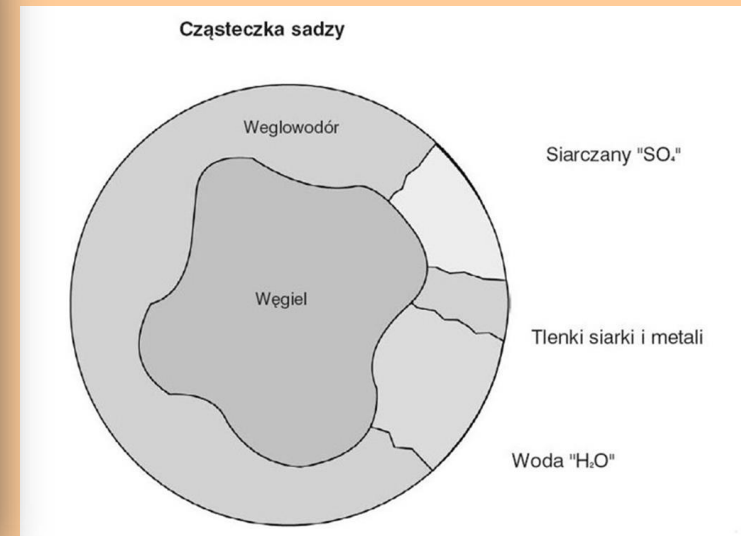 Cząsteczka sadzy
Weglowodór
Siarczany "SO₄"
Węgiel
Tlenki siarki i metali
Woda "H₂O"